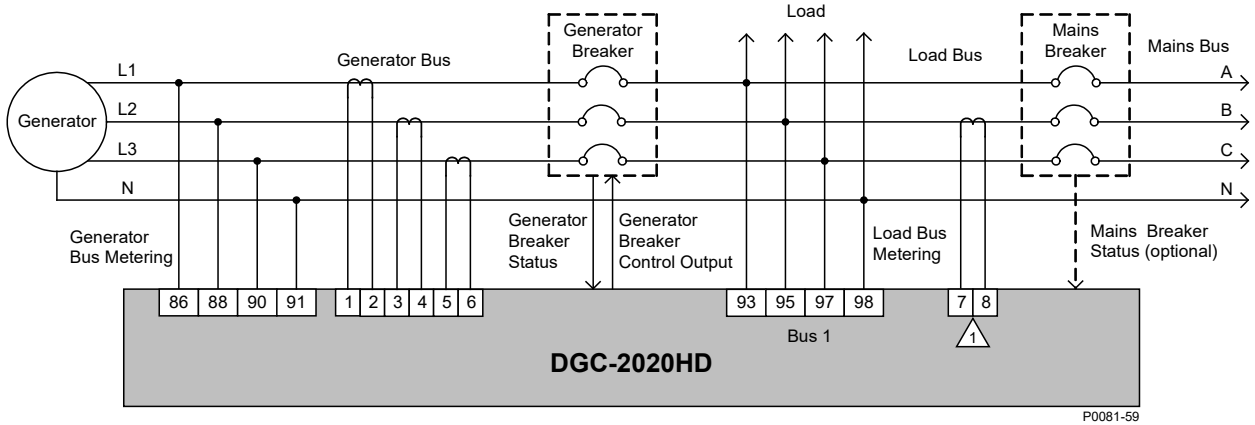 Load
Generator
Breaker
Mains
Breaker
Generator Bus
Load Bus
Mains Bus
L1
A
Generator
L2
B
L3
C
N
N
Generator
Bus Metering
Generator
Breaker
Status
Generator
Breaker
Control Output
Load Bus
Metering
Mains Breaker
Status (optional)
86 88 90 91 1 2 3 4 5 6 93 95 97 98 7 8
Bus 1
1
DGC-2020HD
P0081-59